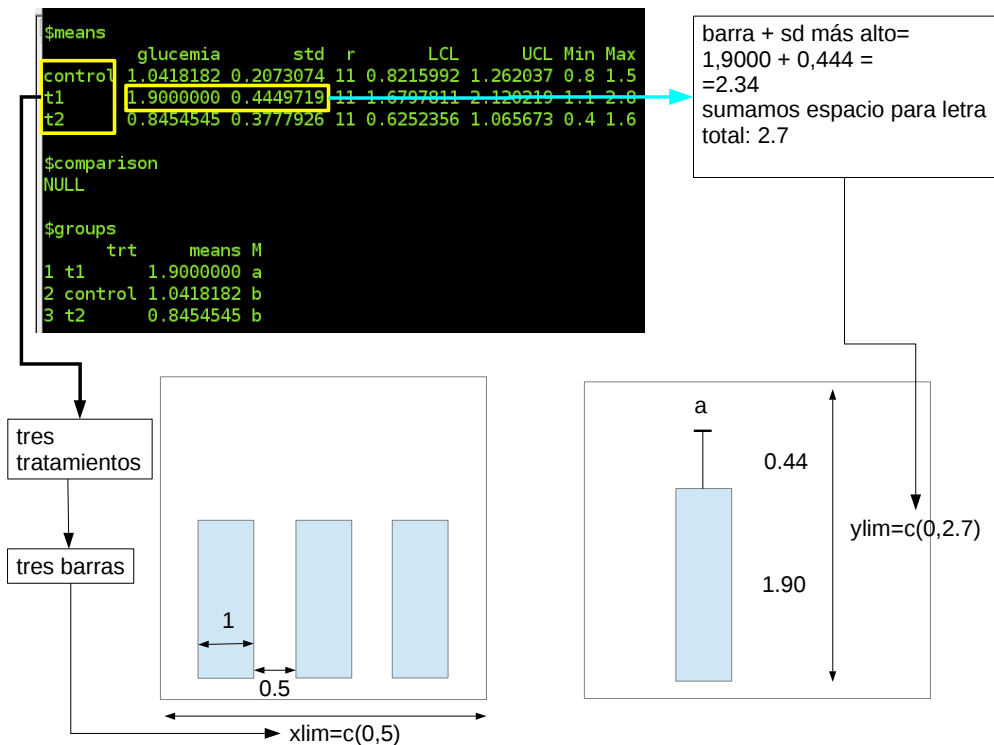 $means
glucemia std r LCL UCL Min Max
control 1.0418182 0.2073074 11 0.8215992 1.262037 0.8 1.5
t1 1.9000000 0.4449719 11 1.6797811 2.120219 1.1 2.8
t2 0.8454545 0.3777926 11 0.6252356 1.065673 0.4 1.6
$comparison
NULL
$groups
trt means M
1 t1 1.9000000 a
2 control 1.0418182 b
3 t2 0.8454545 b
barra + sd más alto=
1,9000 + 0,444 =
=2.34
sumamos espacio para letra
total: 2.7
tres
tratamientos
tres barras
1
0.5
xlim=c(0,5)
a
0.44
1.90
ylim=c(0,2.7)